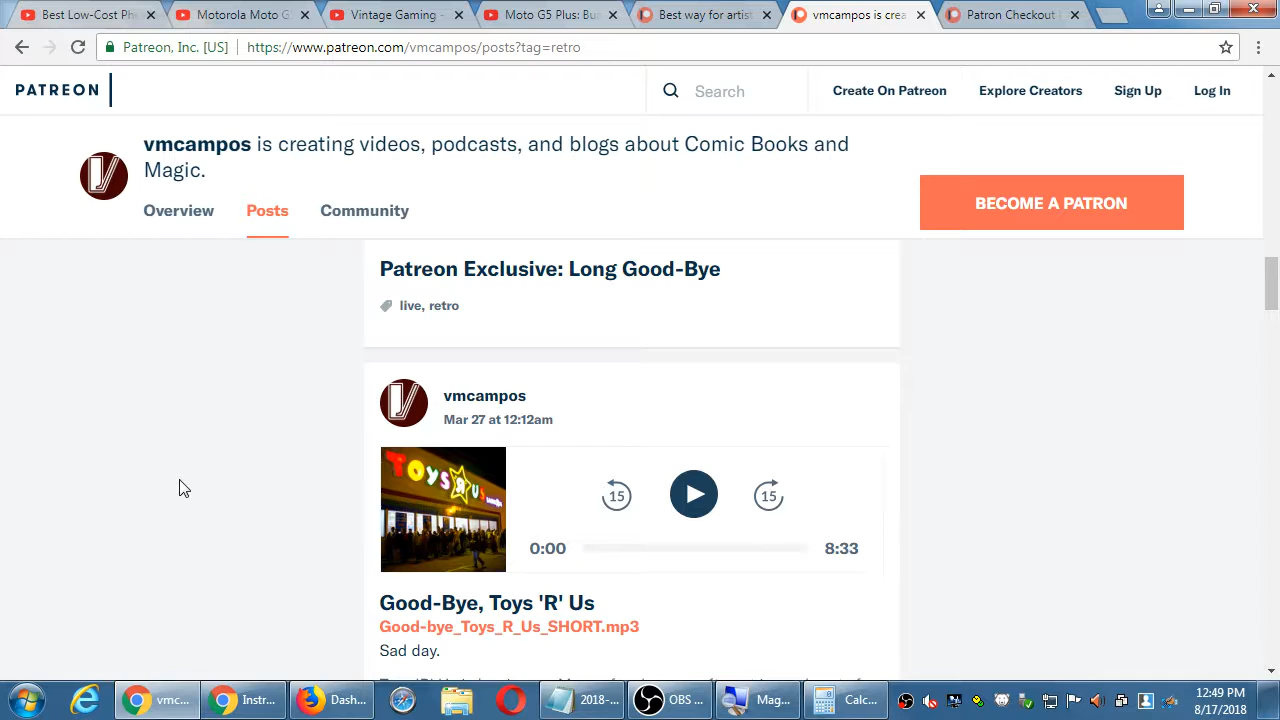 Best Low-Cost Pho
Motorola Moto G
Vintage Gaming -
Moto G5 Plus: Bu
Best way for artis
vmcampos is crea
Patron Checkout
Patreon, Inc. [US]
https://www.patreon.com/vmcampos/posts?tag=retro
PATREON
Search
Create On Patreon
Explore Creators
Sign Up
Log In
vmcampos is creating videos, podcasts, and blogs about Comic Books and
Magic.
Overview
Posts
Community
BECOME A PATRON
Patreon Exclusive: Long Good-Bye
live, retro
vmcampos
Mar 27 at 12:12am
TOYS R US
15
15
0:00
8:33
Good-Bye, Toys 'R' Us
Good-bye_Toys_R_Us_SHORT.mp3
Sad day.
vmc...
Instr...
Dash...
2018-...
OBS ...
Mag...
Calc...
12:49 PM
8/17/2018